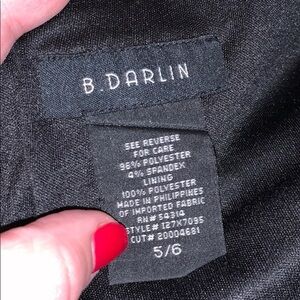 B. DARLIN
SEE REVERSE
FOR CARE
96% POLYESTER
4% SPANDEX
LINING
100% POLYESTER
MADE IN PHILIPPINES
OF IMPORTED FABRIC
RN# 54314
STYLE# 127X7095
CUT# 20004681
5/6